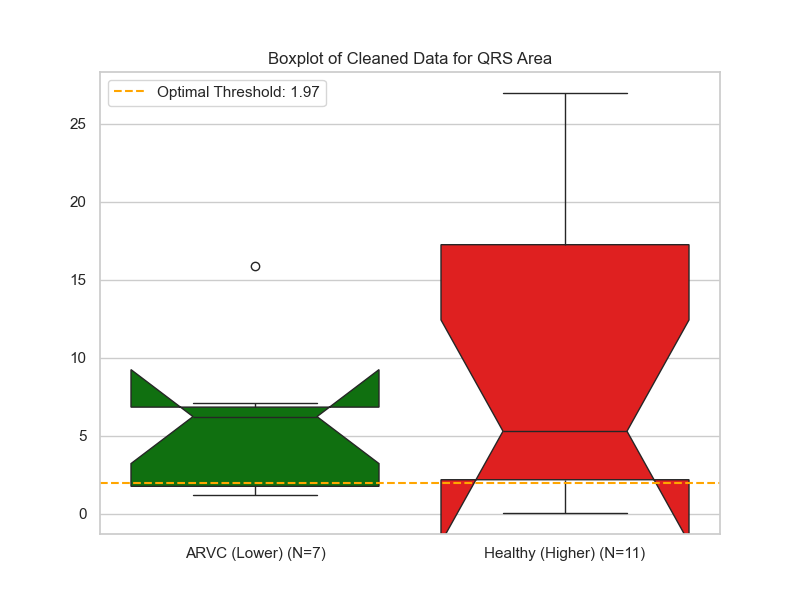 Boxplot of Cleaned Data for QRS Area
Optimal Threshold: 1.97
25
20
15
10
5
0
ARVC (Lower) (N=7)
Healthy (Higher) (N=11)